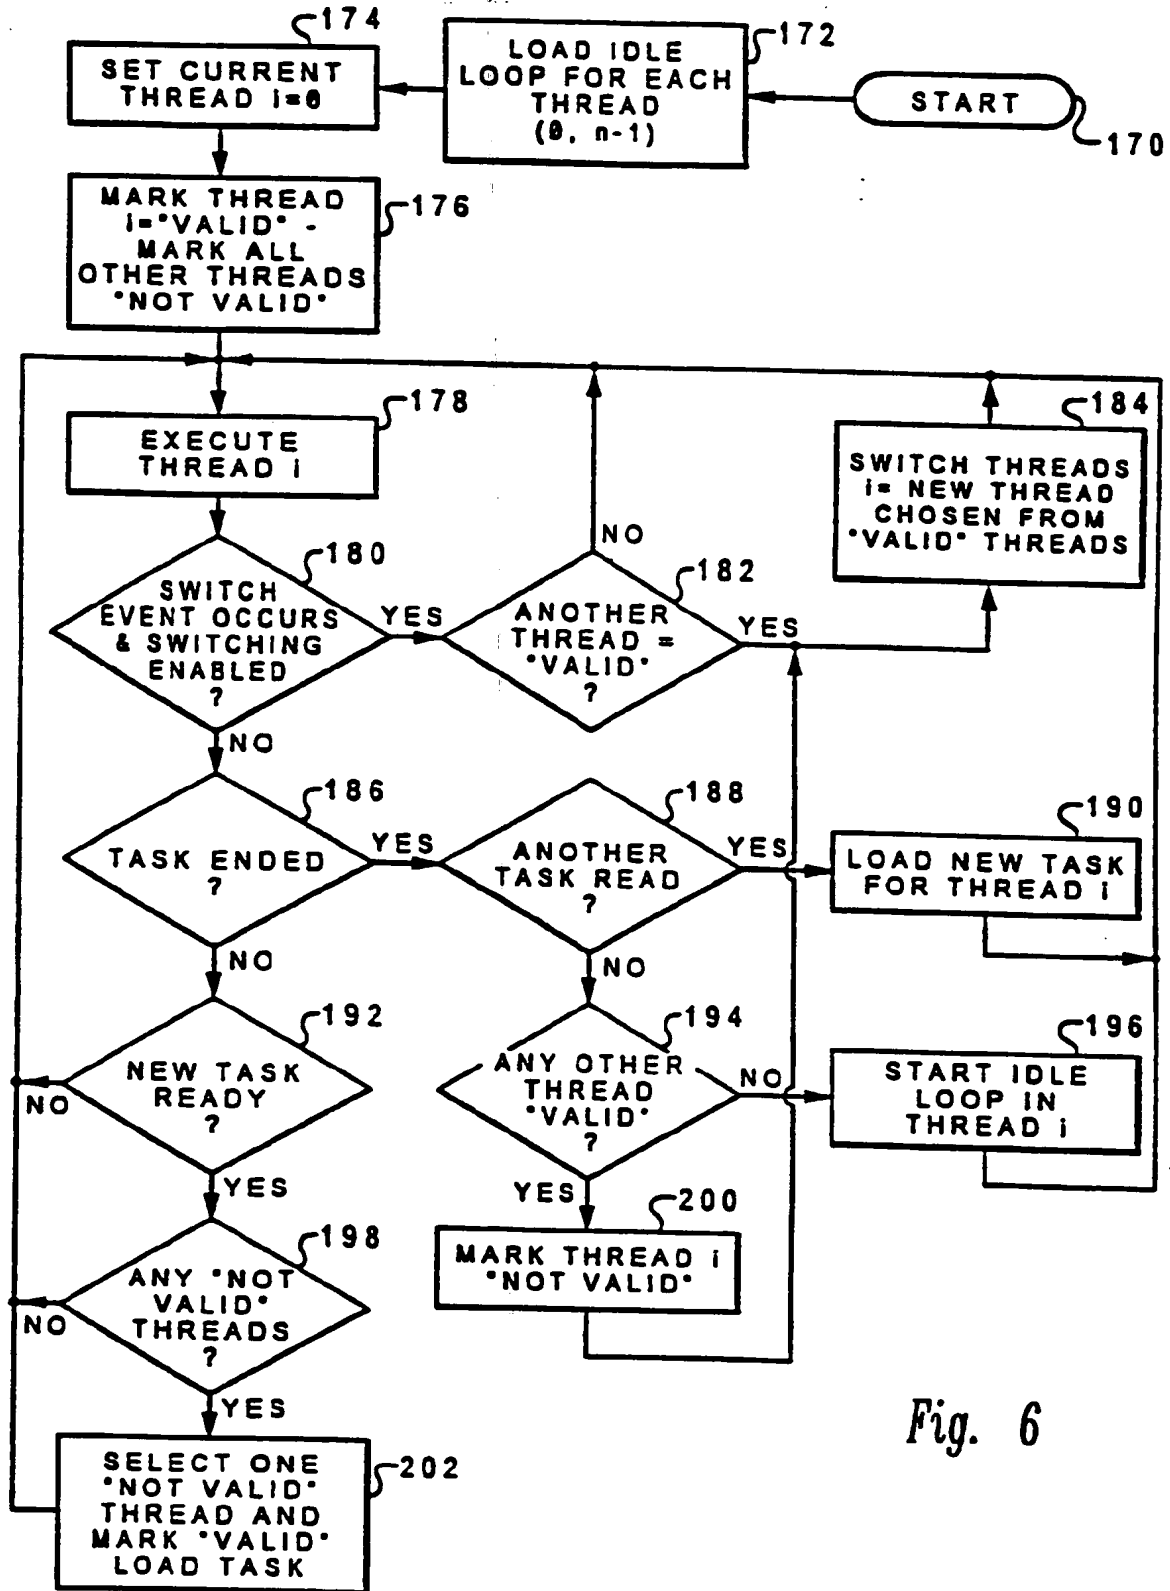 174
SET CURRENT
THREAD i=0
LOAD IDLE
LOOP FOR EACH
THREAD
(0, n-1)
172
START
170
MARK THREAD
i="VALID" -
MARK ALL
OTHER THREADS
"NOT VALID"
176
EXECUTE
THREAD i
178
184
SWITCH THREADS
i= NEW THREAD
CHOSEN FROM
"VALID" THREADS
SWITCH
EVENT OCCURS
& SWITCHING
ENABLED
?
180
YES
NO
NO
ANOTHER
THREAD =
"VALID"
?
182
YES
TASK ENDED
?
186
YES
NO
ANOTHER
TASK READ
?
188
YES
NO
190
LOAD NEW TASK
FOR THREAD i
NEW TASK
READY
?
192
NO
YES
ANY OTHER
THREAD
"VALID"
?
194
NO
YES
196
START IDLE
LOOP IN
THREAD i
ANY "NOT
VALID"
THREADS
?
198
NO
YES
200
MARK THREAD i
"NOT VALID"
SELECT ONE
"NOT VALID"
THREAD AND
MARK "VALID"
LOAD TASK
202
Fig. 6